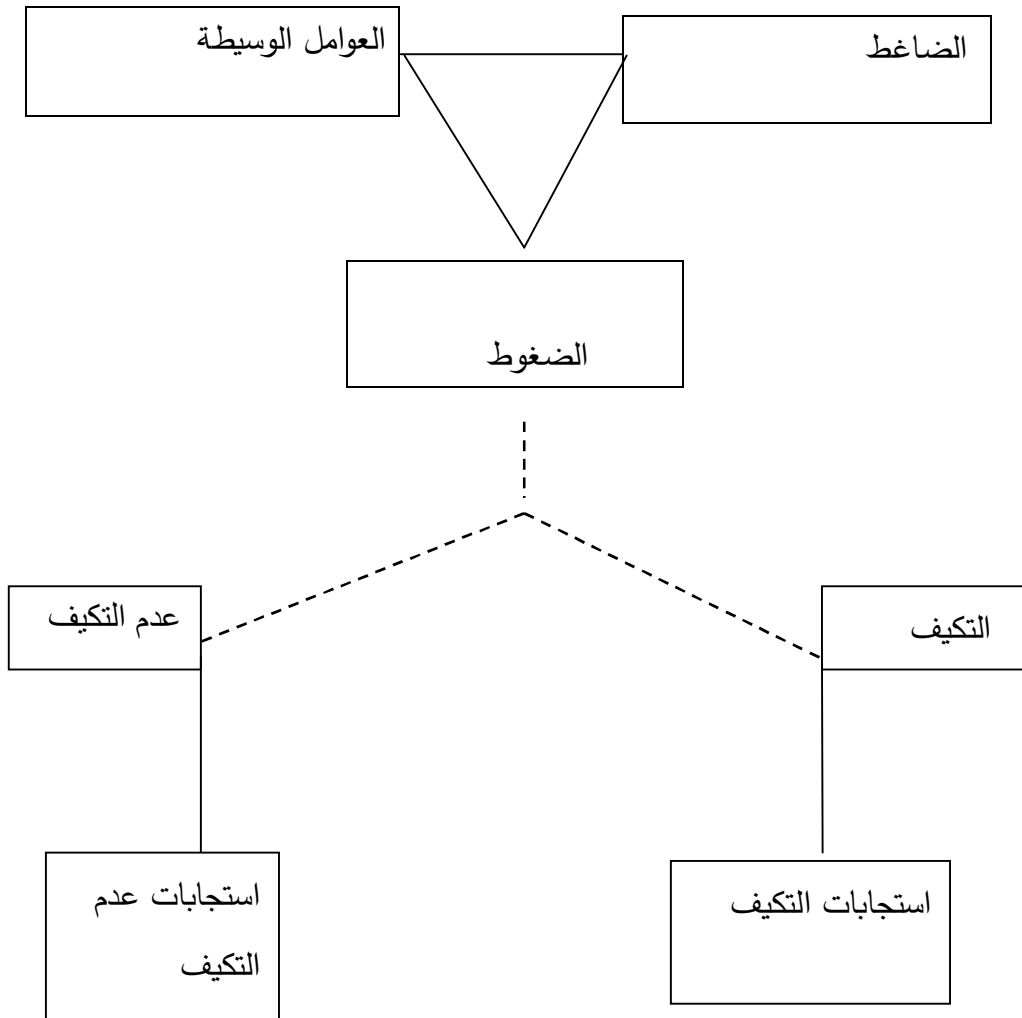 الضاغط
العوامل الوسيطة
الضغوط
التكيف
عدم التكيف
استجابات التكيف
استجابات عدم
التكيف